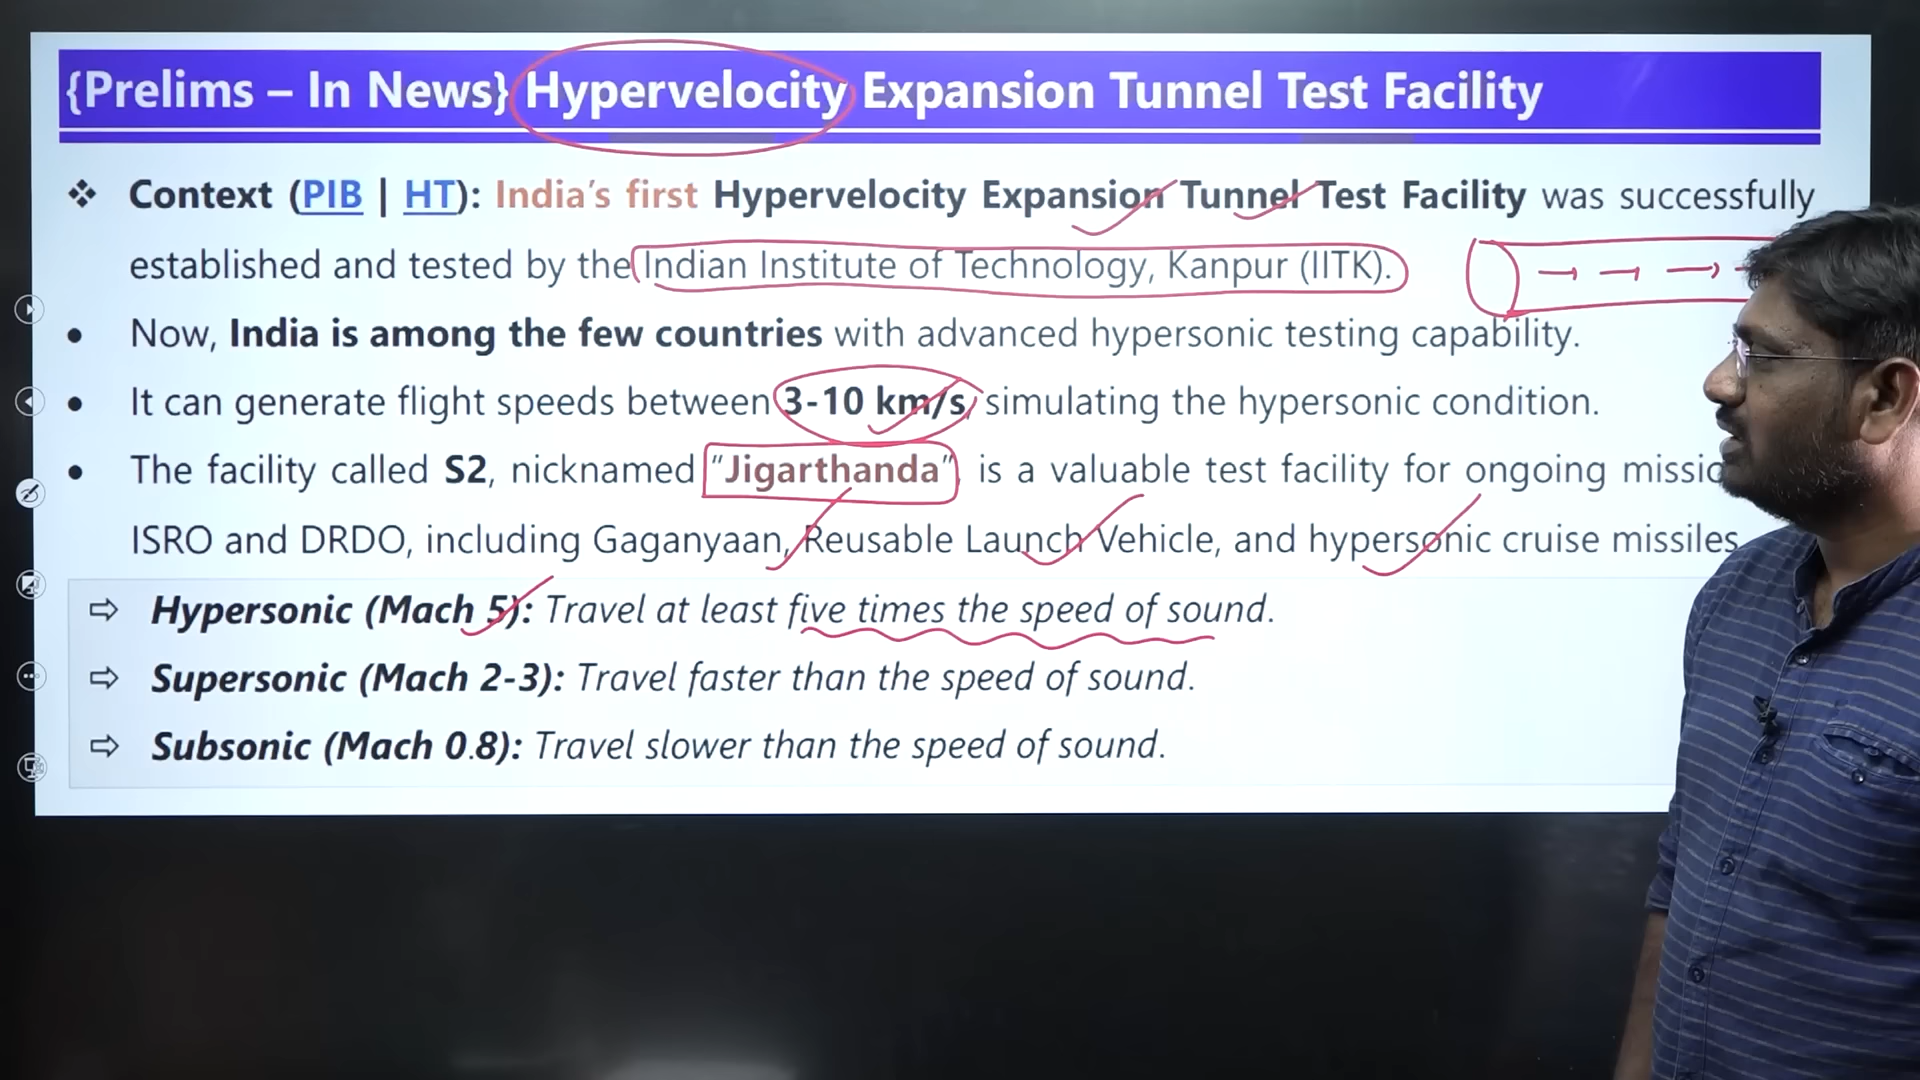 {Prelims – In News} Hypervelocity Expansion Tunnel Test Facility
❖ Context (PIB | HT): India's first Hypervelocity Expansion Tunnel Test Facility was successfully
established and tested by the Indian Institute of Technology, Kanpur (IITK).
• Now, India is among the few countries with advanced hypersonic testing capability.
• It can generate flight speeds between 3-10 km/s, simulating the hypersonic condition.
• The facility called S2, nicknamed "Jigarthanda" is a valuable test facility for ongoing
ISRO and DRDO, including Gaganyaan, Reusable Launch Vehicle, and hypersonic cruise missiles
⇨ Hypersonic (Mach 5): Travel at least five times the speed of sound.
⇨ Supersonic (Mach 2-3): Travel faster than the speed of sound.
⇨ Subsonic (Mach 0.8): Travel slower than the speed of sound.